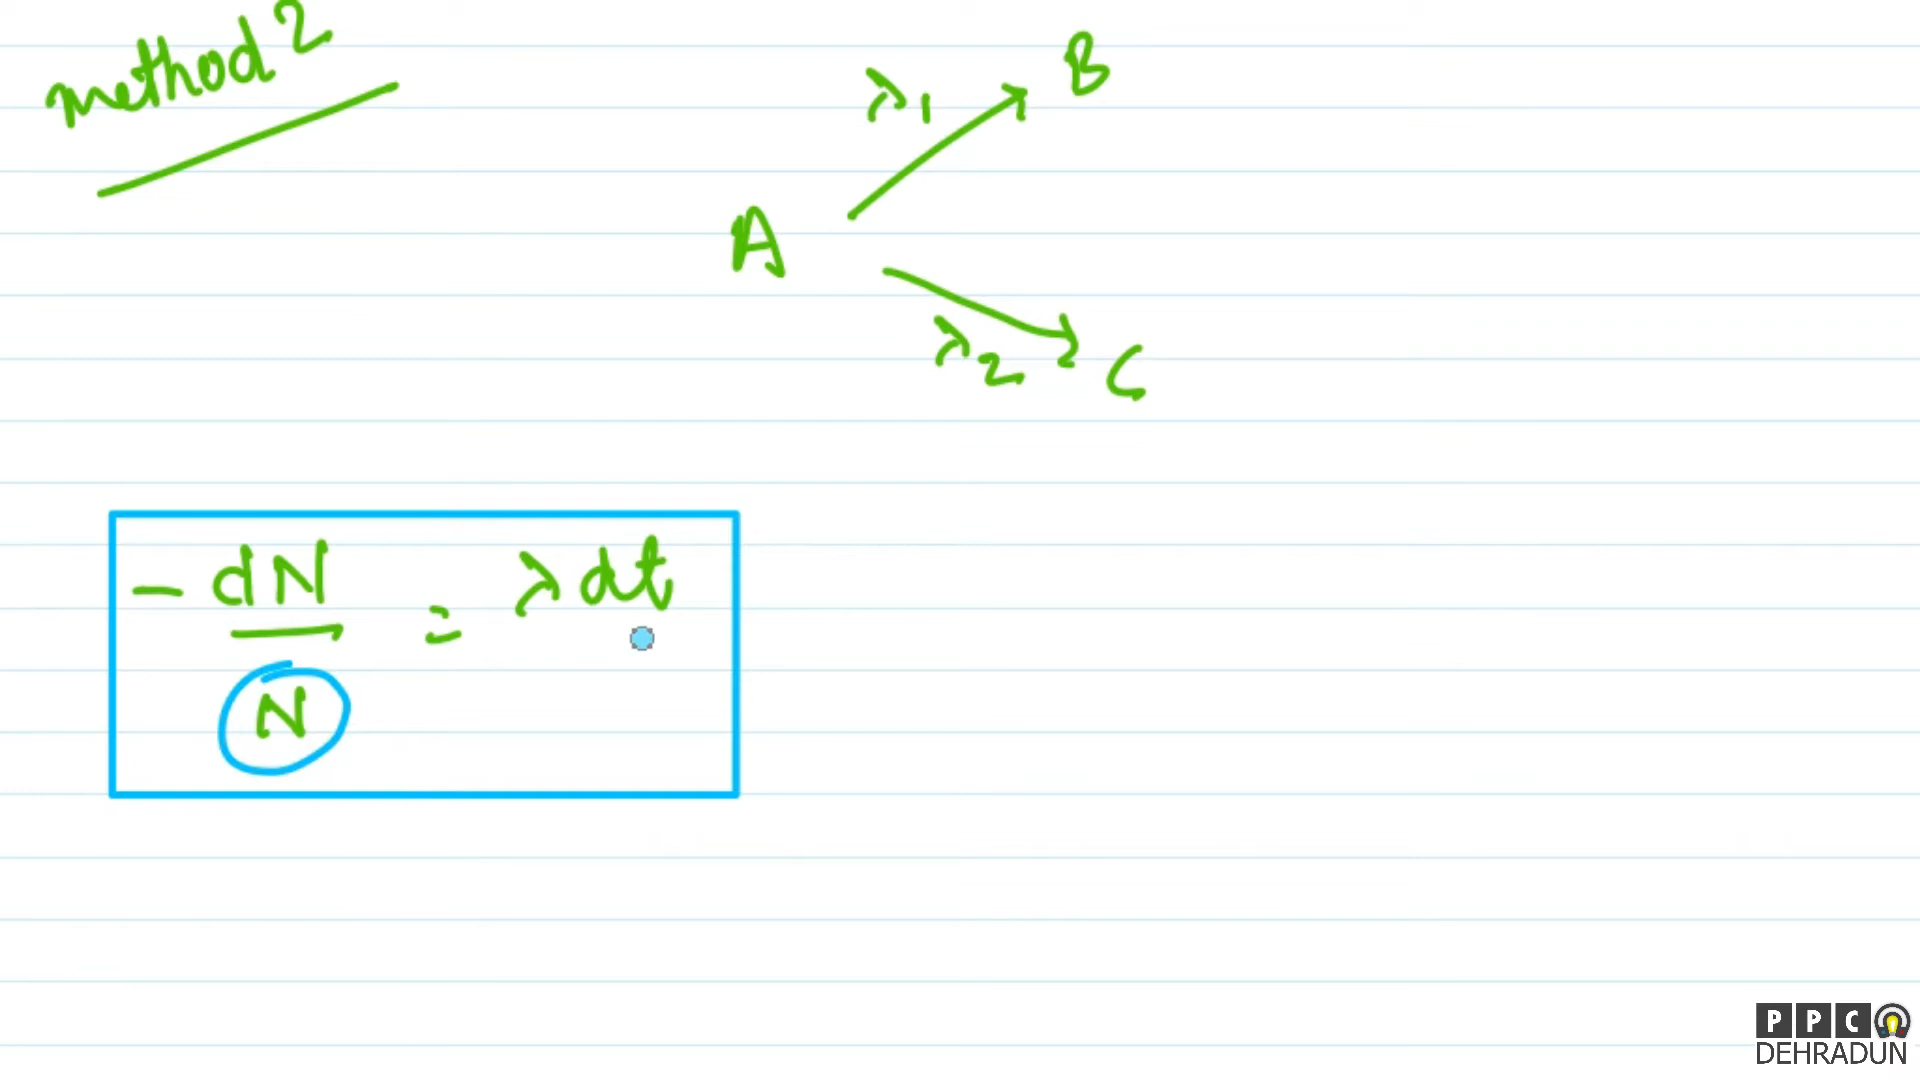 method 2
λ1 B
A
λ2 C
- dN/N = λdt
PPC
DEHRADUN